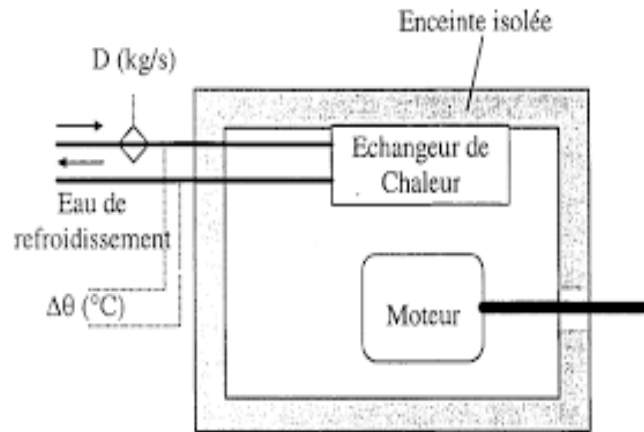 Enceinte isolée
D (kg/s)
Echangeur de
Chaleur
Eau de
refroidissement
Δθ (°C)
Moteur